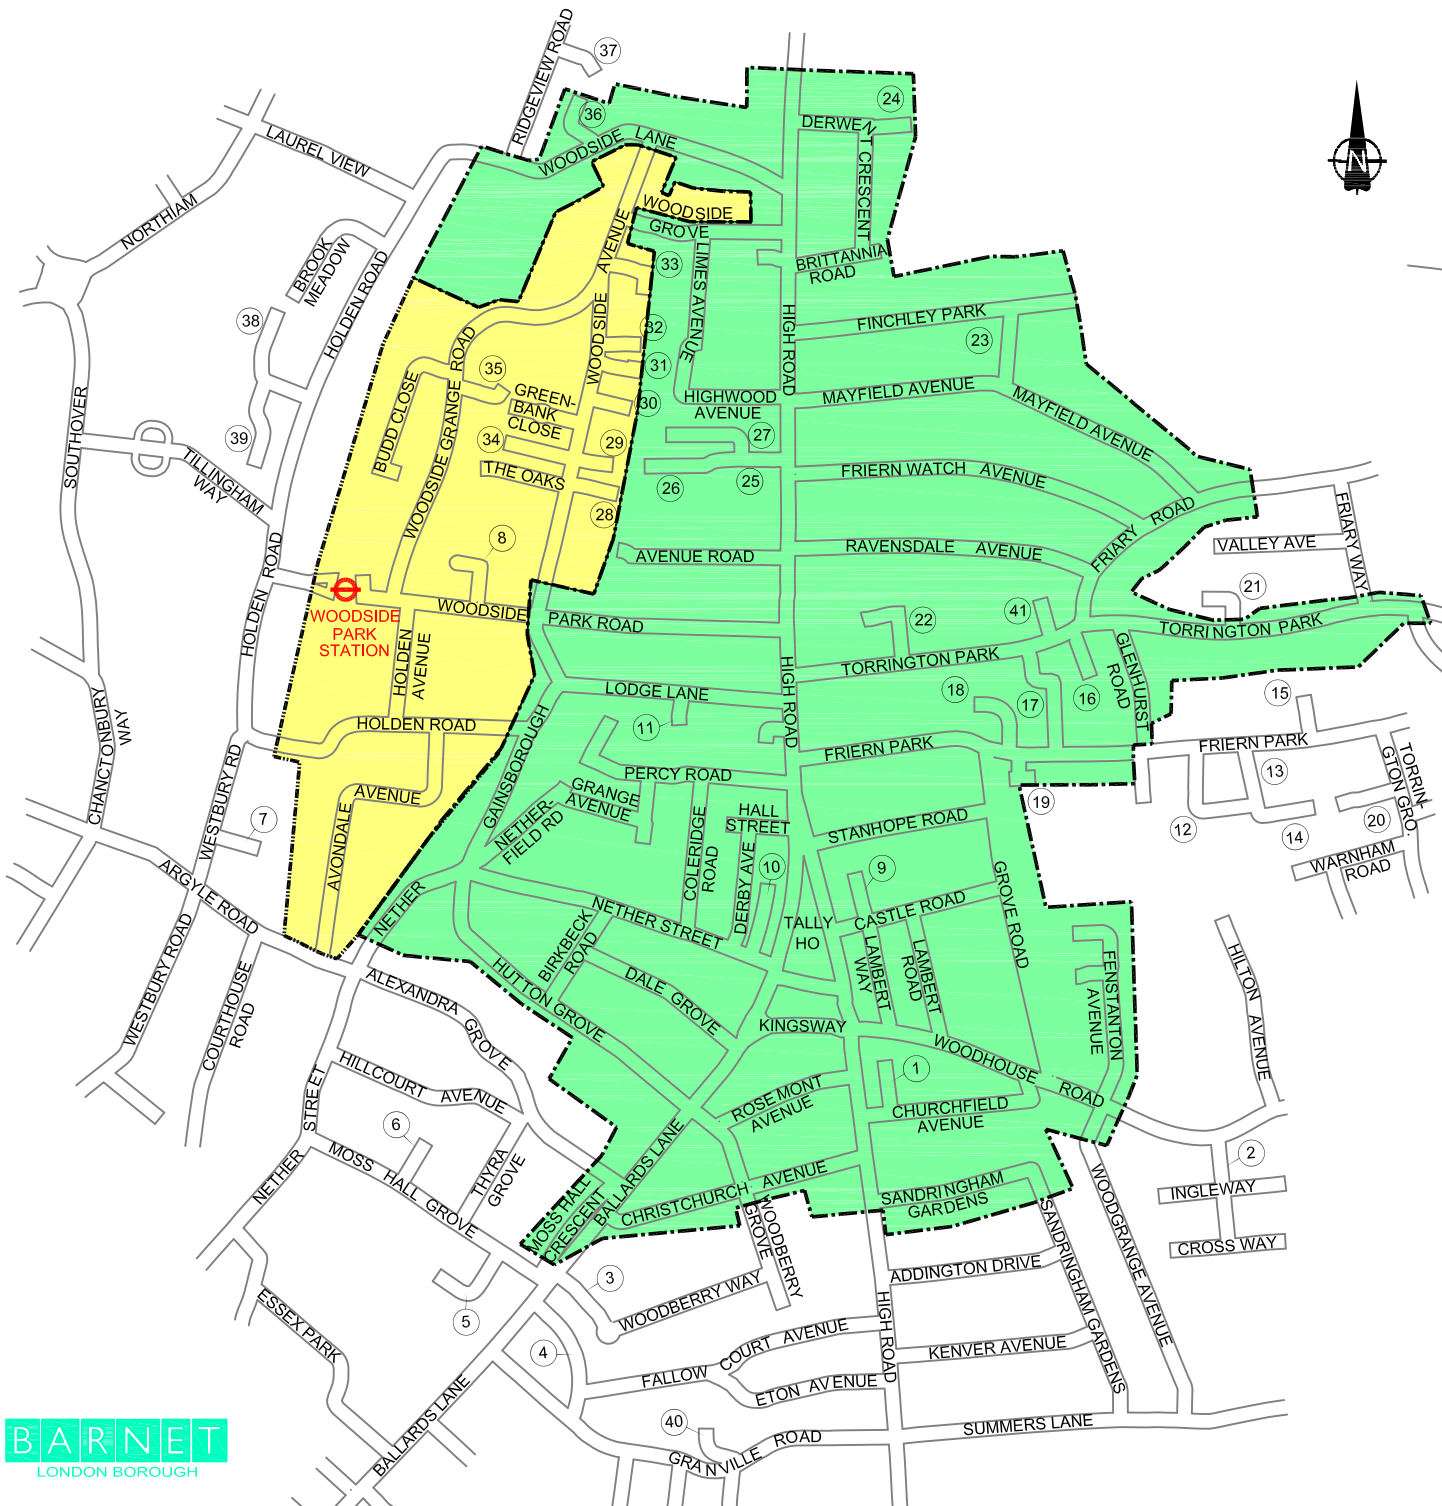 37
RIDGEVIEW ROAD
36
24
LAUREL VIEW
WOODSIDE LANE
DERWENT CRESCENT
N
NORTHIAM
WOODSIDE
GROVE
AVENUE
BROOK
MEADOW
HOLDEN ROAD
33
LIMES AVENUE
BRITTANNIA
ROAD
38
32
HIGH ROAD
FINCHLEY PARK
23
WOODSIDE
WOODSIDE GRANGE ROAD
35
31
GREEN-
BANK
CLOSE
30
HIGHWOOD
AVENUE
MAYFIELD AVENUE
MAYFIELD AVENUE
BUDD CLOSE
SOUTHOVER
39
34
29
27
TILLINGHAM
WAY
THE OAKS
26
25
FRIERN WATCH AVENUE
28
FRIARY ROAD
FRIARY WAY
8
AVENUE ROAD
RAVENSDALE AVENUE
VALLEY AVE
HOLDEN ROAD
21
WOODSIDE
PARK
STATION
WOODSIDE
PARK ROAD
22
41
TORRINGTON PARK
HOLDEN
AVENUE
TORRINGTON PARK
GLENHURST
ROAD
HIGH ROAD
LODGE LANE
18
17
16
15
CHANCTONBURY
WAY
HOLDEN ROAD
11
GAINSBOROUGH
FRIERN PARK
FRIERN PARK
TORRIN-
GTON GRO.
WESTBURY RD
PERCY ROAD
13
AVENUE
AVONDALE
GRANGE
AVENUE
NETHER-
FIELD RD
HALL
STREET
19
7
STANHOPE ROAD
12
14
20
COLERIDGE
ROAD
DERBY AVE
10
9
WARNHAM
ROAD
ARGYLE ROAD
NETHER
NETHER STREET
TALLY
HO
CASTLE ROAD
GROVE ROAD
WESTBURY ROAD
COURTHOUSE
ROAD
BIRKBECK
ROAD
LAMBERT
WAY
LAMBERT
ROAD
FENSTANTON
AVENUE
HILTON AVENUE
ALEXANDRA GROVE
HUTTON GROVE
DALE GROVE
KINGSWAY
WOODHOUSE ROAD
HILLCOURT AVENUE
STREET
1
ROSEMONT
AVENUE
CHURCHFIELD
AVENUE
6
NETHER
MOSS HALL GROVE
THYRA
GROVE
BALLARDS LANE
MOSS HALL
CRESCENT
CHRISTCHURCH AVENUE
SANDRINGHAM
GARDENS
2
INGLEWAY
CROSS WAY
WOODGRANGE AVENUE
SANDRINGHAM GARDENS
WOODBERRY
GROVE
3
ADDINGTON DRIVE
WOODBERRY WAY
5
ESSEX PARK
HIGH ROAD
4
FALLOW COURT AVENUE
KENVER AVENUE
ETON AVENUE
BALLARDS LANE
40
GRANVILLE ROAD
SUMMERS LANE
BARNET
LONDON BOROUGH